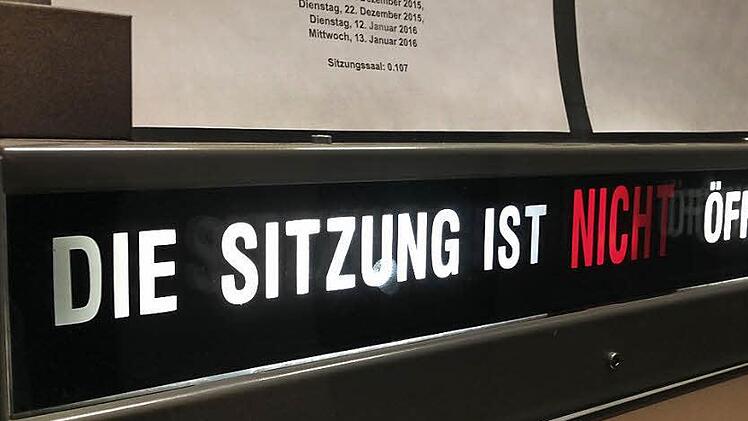 Dienstag, 22. Dezember 2015,
Dienstag, 12. Januar 2016
Mittwoch, 13. Januar 2016
Sitzungssaal: 0.107
DIE SITZUNG IST NICHT ÖFF